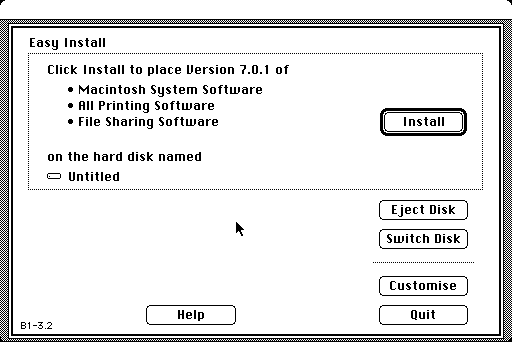 Easy Install
Click Install to place Version 7.0.1 of
• Macintosh System Software
• All Printing Software
• File Sharing Software
Install
on the hard disk named
Untitled
Eject Disk
Switch Disk
Customise
Help
Quit
B1-3.2